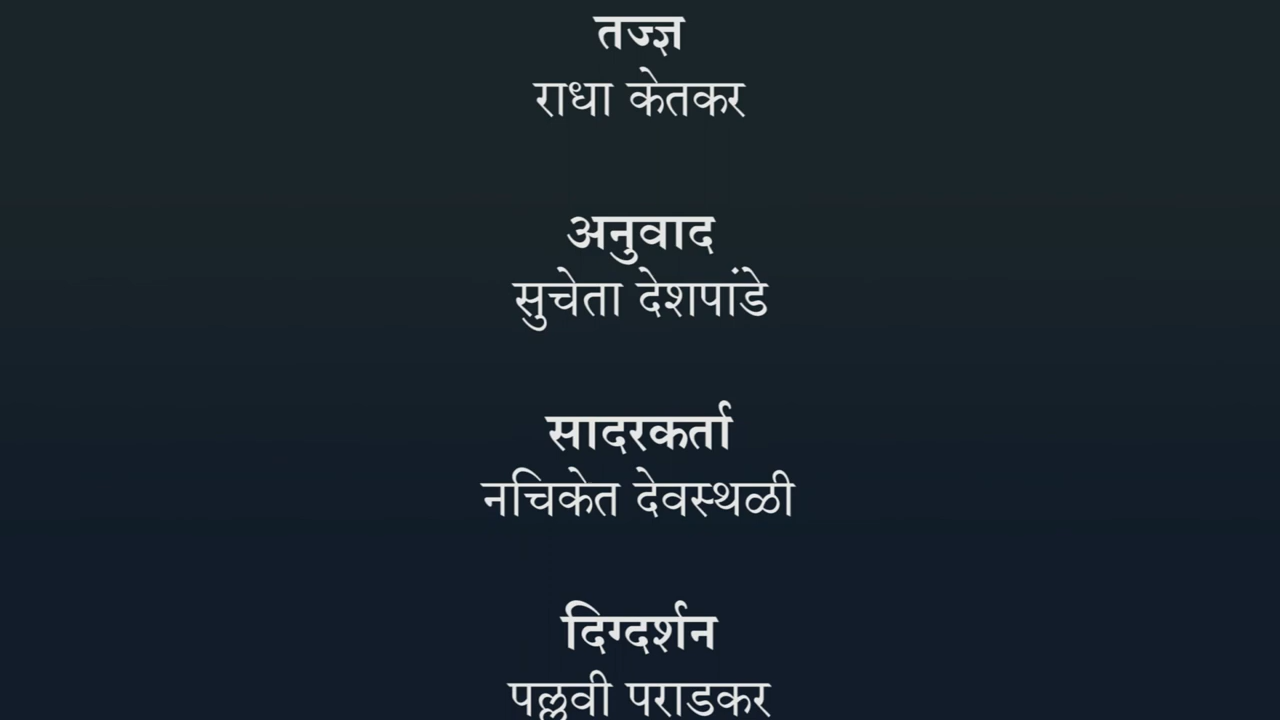 तज्ज्ञ
राधा केतकर
अनुवाद
सुचेता देशपांडे
सादरकर्ता
नचिकेत देवस्थळी
दिग्दर्शन
पल्लवी पराडकर